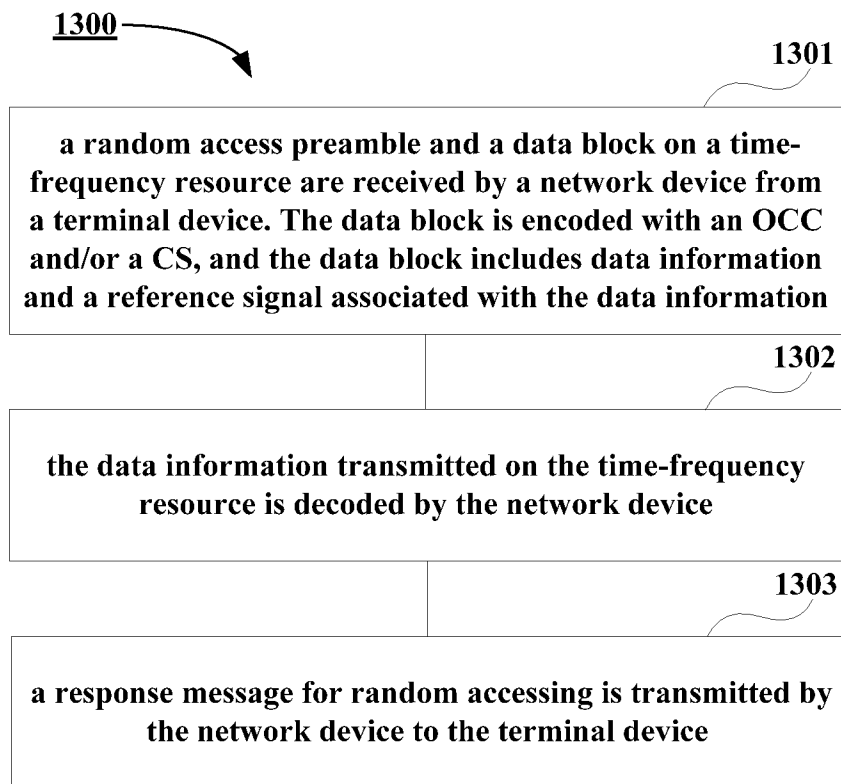 1300
1301
a random access preamble and a data block on a time-
frequency resource are received by a network device from
a terminal device. The data block is encoded with an OCC
and/or a CS, and the data block includes data information
and a reference signal associated with the data information
1302
the data information transmitted on the time-frequency
resource is decoded by the network device
1303
a response message for random accessing is transmitted by
the network device to the terminal device